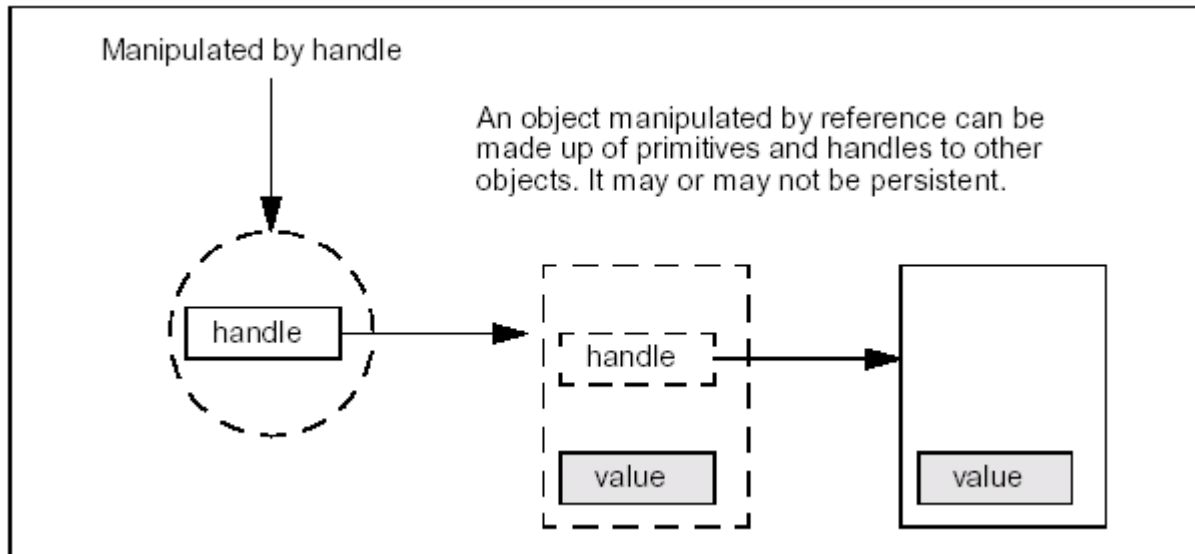 Manipulated by handle
An object manipulated by reference can be
made up of primitives and handles to other
objects. It may or may not be persistent.
handle
handle
value
value